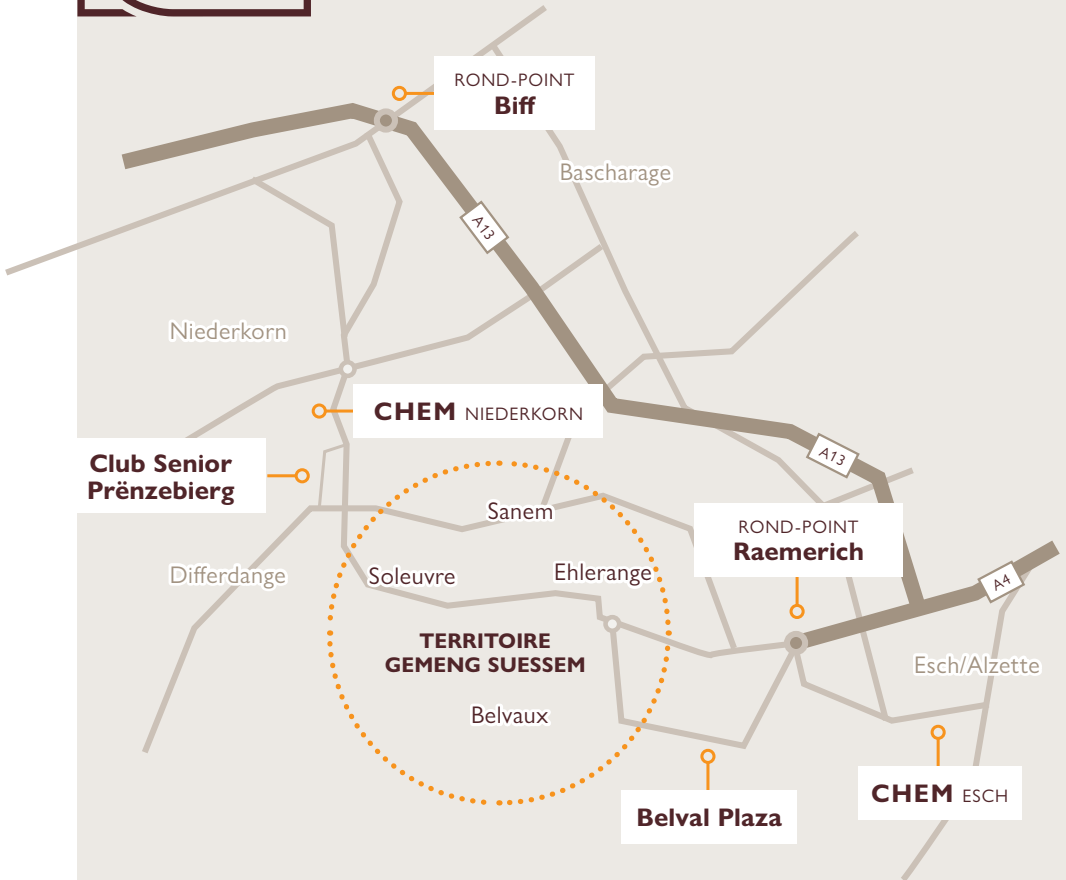 ROND-POINT
Biff
Bascharage
A13
Niederkorn
CHEM NIEDERKORN
A13
Club Senior
Prënzebierg
Sanem
ROND-POINT
Raemerich
Differdange
Soleuvre
Ehlerange
A4
TERRITOIRE
GEMENG SUESSEM
Esch/Alzette
Belvaux
CHEM ESCH
Belval Plaza